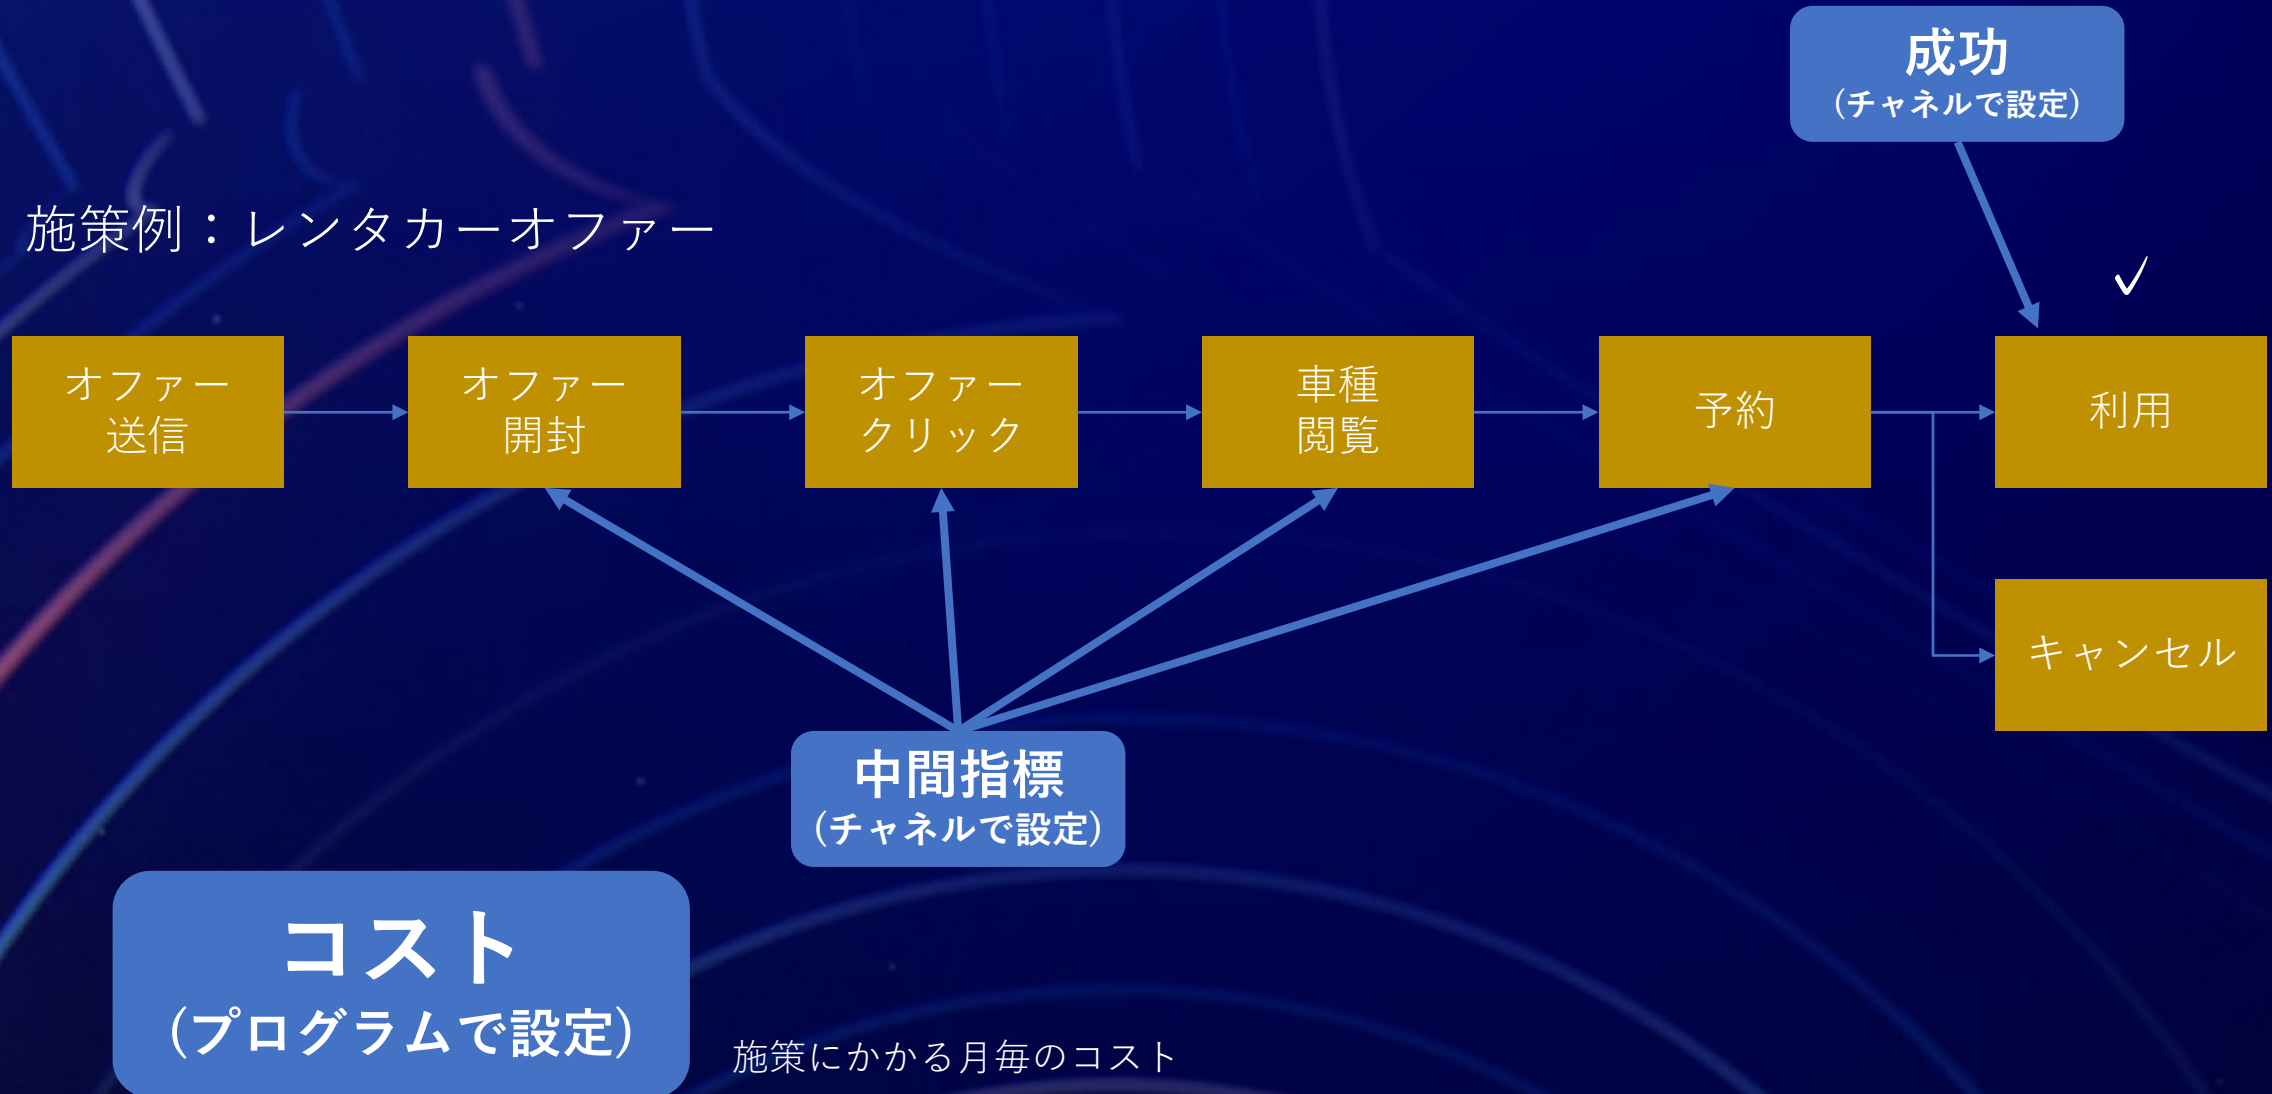 成功
(チャネルで設定)
施策例：レンタカーオファー
✓
オファー
送信
オファー
開封
オファー
クリック
車種
閲覧
予約
利用
キャンセル
中間指標
(チャネルで設定)
コスト
(プログラムで設定)
施策にかかる月毎のコスト